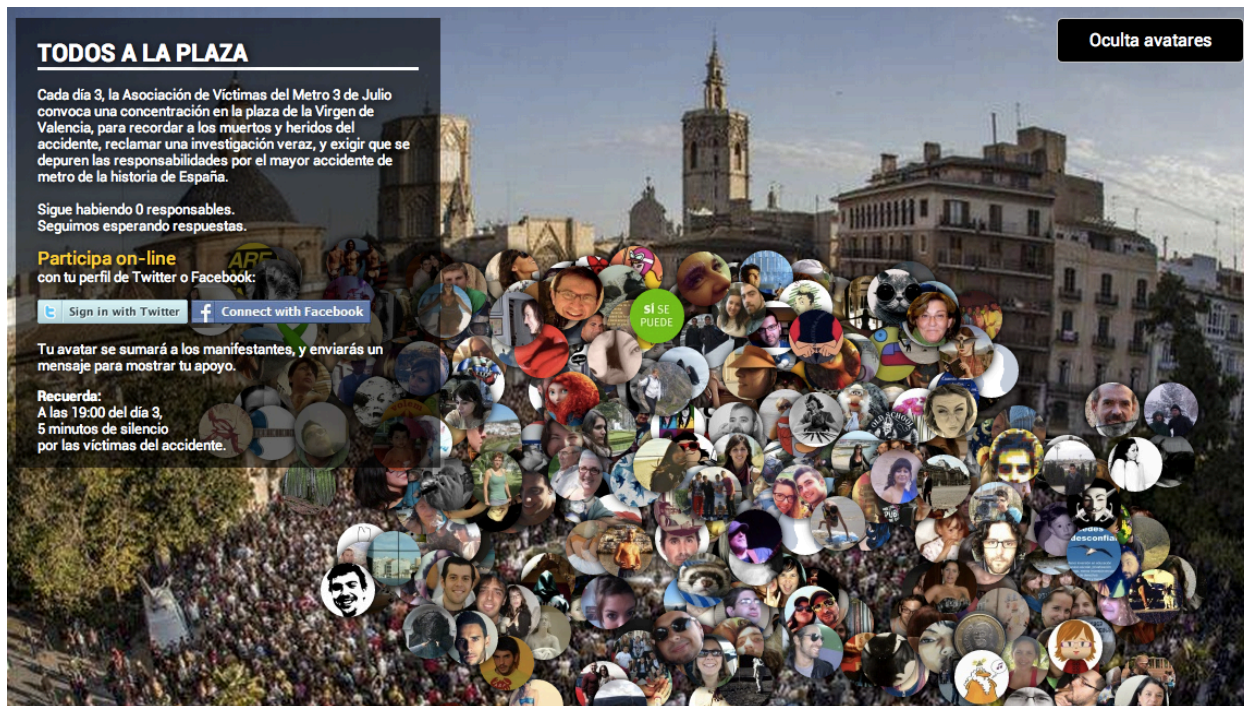 TODOS A LA PLAZA
Cada día 3, la Asociación de Víctimas del Metro 3 de Julio
convoca una concentración en la plaza de la Virgen de
Valencia, para recordar a los muertos y heridos del
accidente, reclamar una investigación veraz, y exigir que se
depuren las responsabilidades por el mayor accidente de
metro de la historia de España.
Sigue habiendo 0 responsables.
Seguimos esperando respuestas.
Participa on-line
con tu perfil de Twitter o Facebook:
Sign in with Twitter
Connect with Facebook
Tu avatar se sumará a los manifestantes, y enviarás un
mensaje para mostrar tu apoyo.
Recuerda:
A las 19:00 del día 3,
5 minutos de silencio
por las víctimas del accidente.
Oculta avatares
SÍ SE
PUEDE
OLD SCHOOL
desconfia